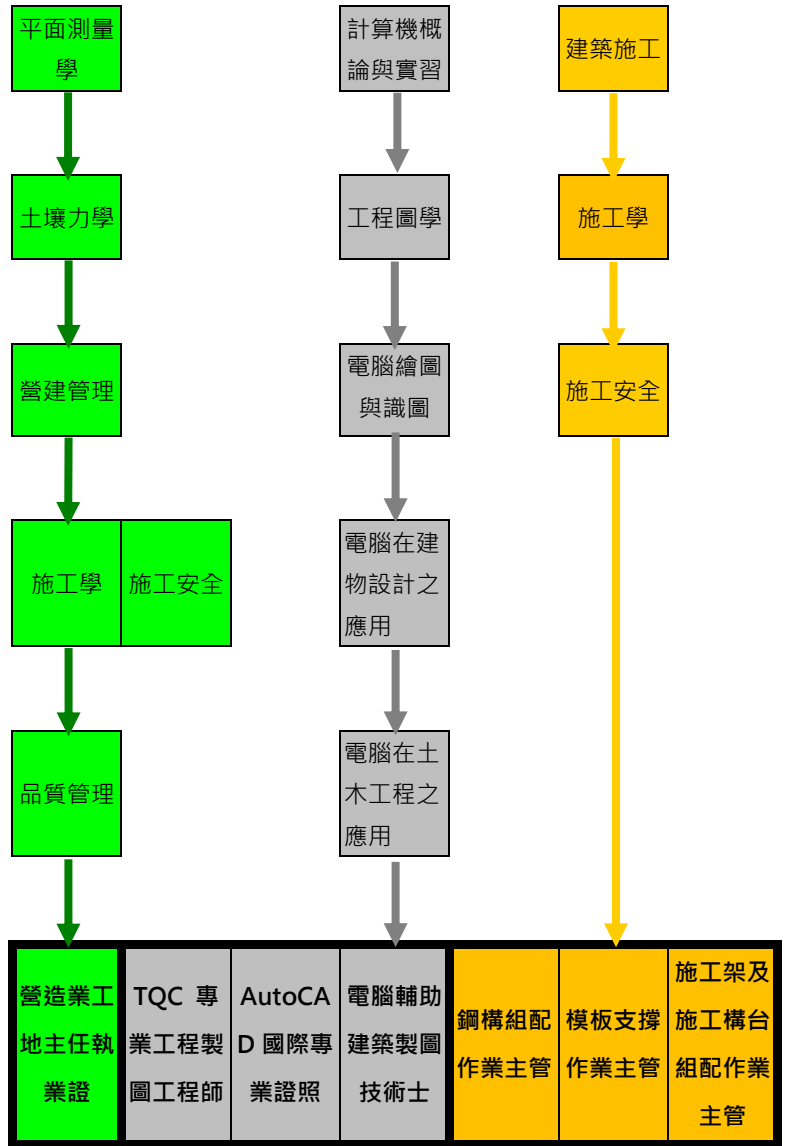 平面測量
學
計算機概
論與實習
建築施工
土壤力學
工程圖學
施工學
營建管理
電腦繪圖
與識圖
施工安全
施工學
施工安全
電腦在建
物設計之
應用
品質管理
電腦在土
木工程之
應用
營造業工
地主任執
業證
TQC 專
業工程製
圖工程師
AutoCA
D 國際專
業證照
電腦輔助
建築製圖
技術士
鋼構組配
作業主管
模板支撐
作業主管
施工架及
施工構台
組配作業
主管